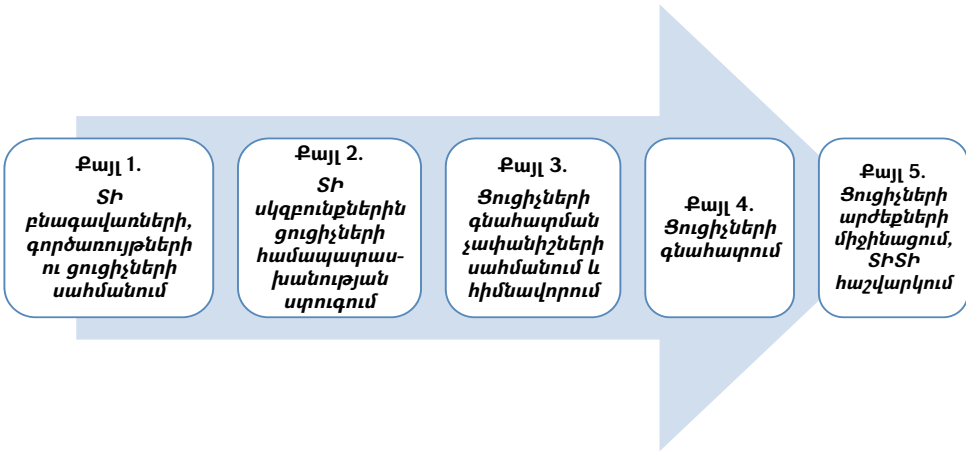 Քայլ 1.
ՏԻ
բնագավառների,
գործառույթների
ու ցուցիչների
սահմանում
Քայլ 2.
ՏԻ
սկզբունքներին
ցուցիչների
համապատաս-
խանության
ստուգում
Քայլ 3.
Ցուցիչների
գնահատման
չափանիշների
սահմանում և
հիմնավորում
Քայլ 4.
Ցուցիչների
գնահատում
Քայլ 5.
Ցուցիչների
արժեքների
միջինացում,
ՏԻՏԻ
հաշվարկում